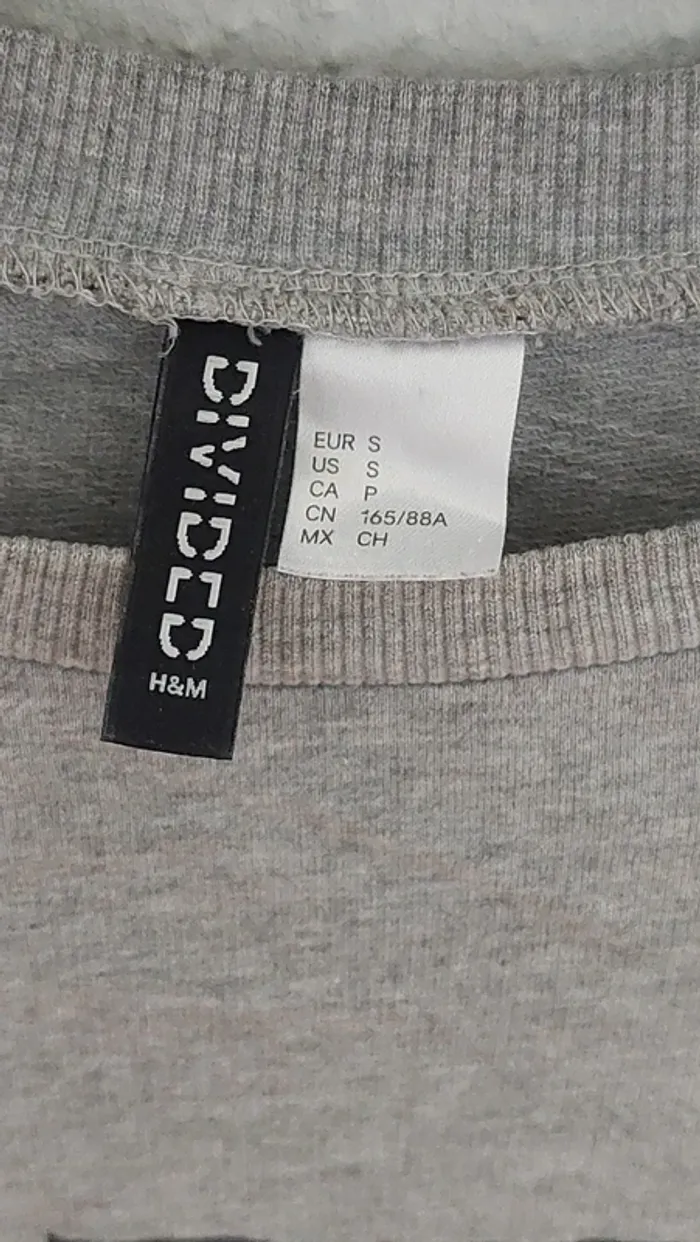 DIVIDED
H&M
EUR S
US S
CA P
CN 165/88A
MX CH